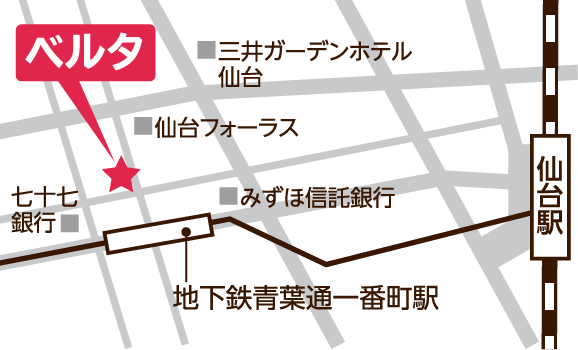 ベルタ
三井ガーデンホテル
仙台
仙台フォーラス
七十七
銀行
みずほ信託銀行
仙台駅
地下鉄青葉通一番町駅